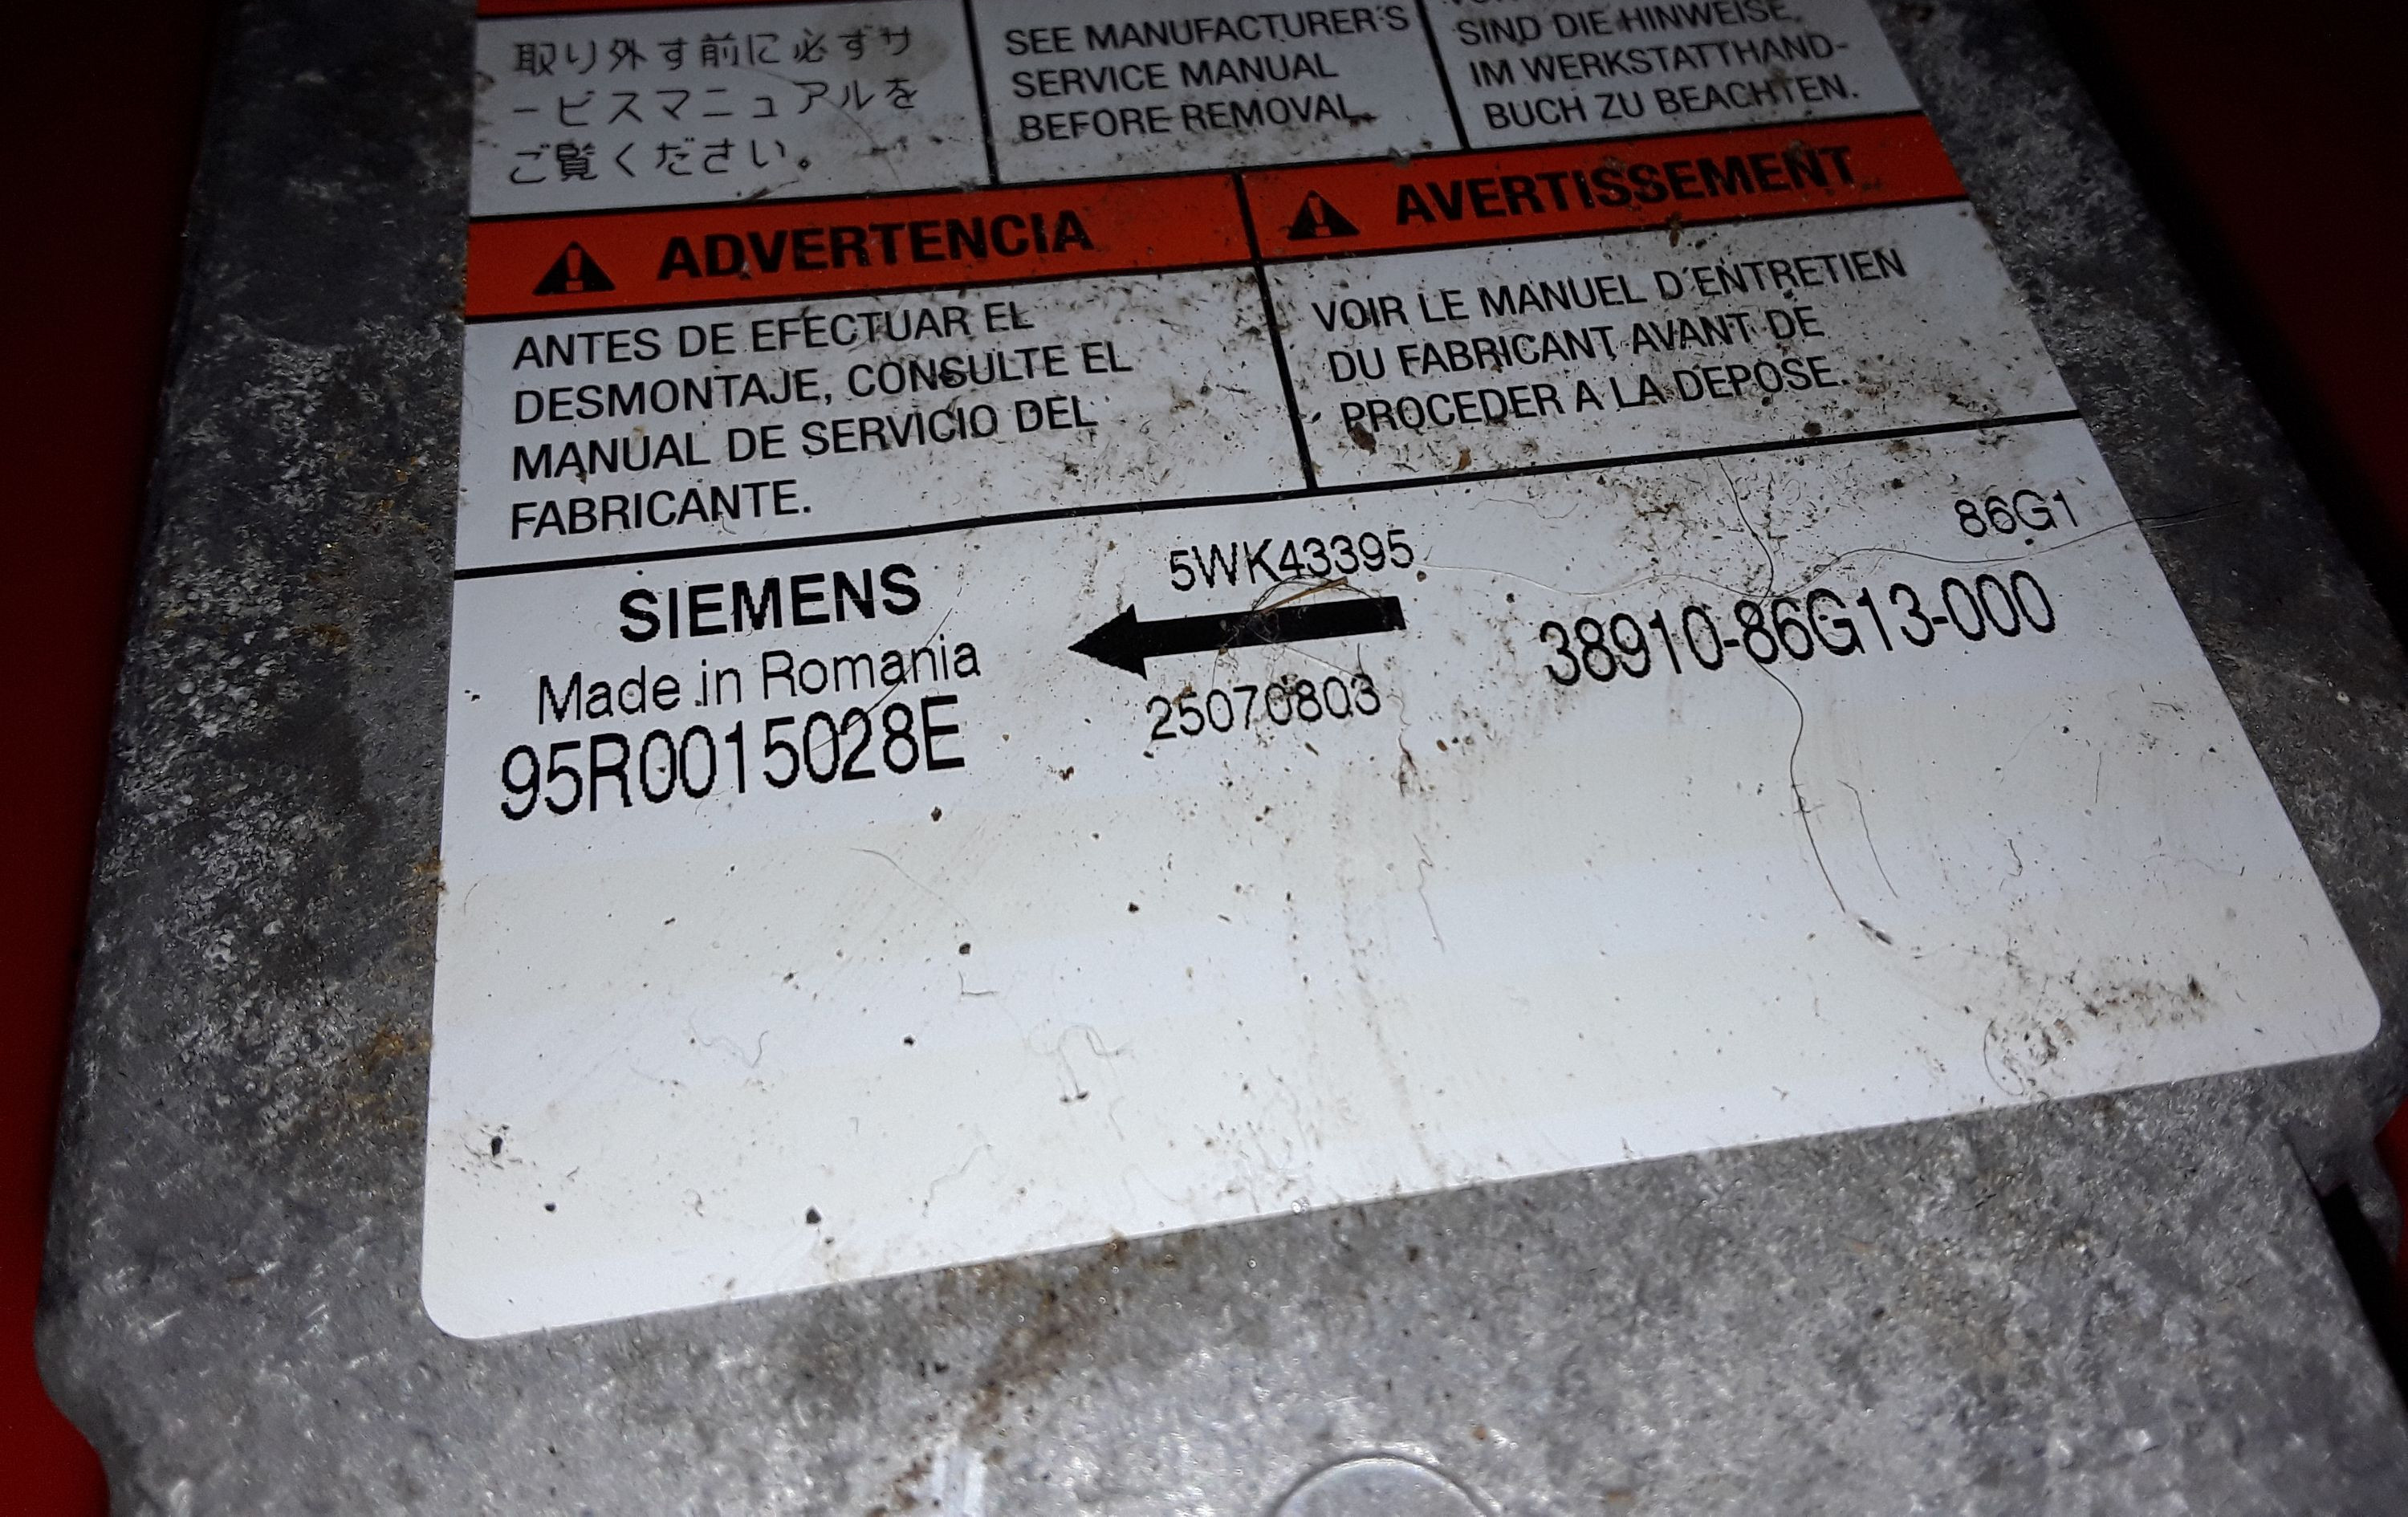 取り外す前に必ずサ
ービスマニュアルを
ご覧ください。
SEE MANUFACTURER'S
SERVICE MANUAL
BEFORE REMOVAL.
SIND DIE HINWEISE
IM WERKSTATTHAND-
BUCH ZU BEACHTEN.
ADVERTENCIA
ANTES DE EFECTUAR EL
DESMONTAJE, CONSULTE EL
MANUAL DE SERVICIO DEL
FABRICANTE.
AVERTISSEMENT
VOIR LE MANUEL D'ENTRETIEN
DU FABRICANT AVANT DE
PROCEDER A LA DEPOSE.
SIEMENS
Made in Romania
95R0015028E
5WK43395
25070803
86G1
38910-86G13-000